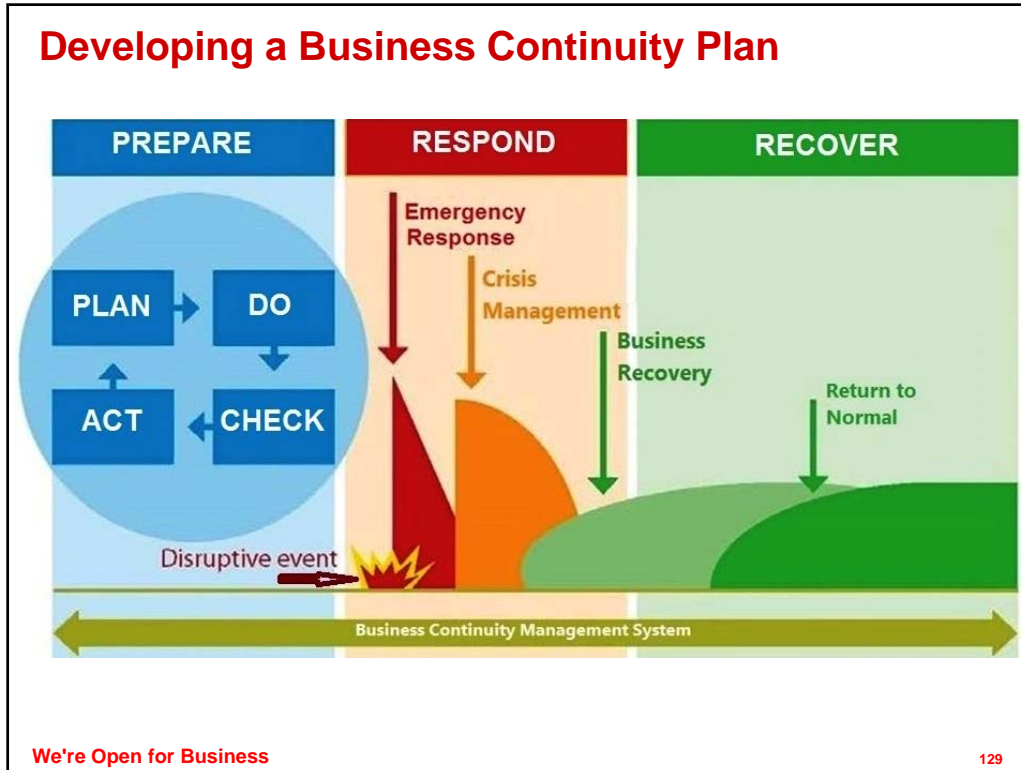 Developing a Business Continuity Plan
PREPARE
RESPOND
RECOVER
PLAN
DO
ACT
CHECK
Disruptive event
Emergency
Response
Crisis
Management
Business
Recovery
Return to
Normal
Business Continuity Management System
We're Open for Business
129